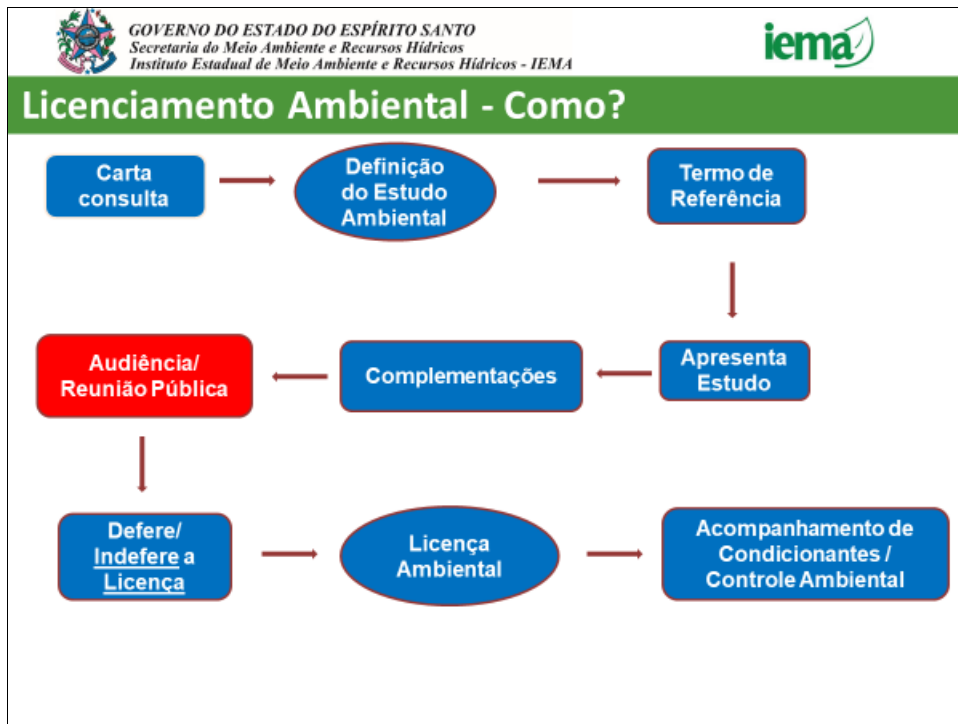 GOVERNO DO ESTADO DO ESPÍRITO SANTO
Secretaria do Meio Ambiente e Recursos Hídricos
Instituto Estadual de Meio Ambiente e Recursos Hídricos - IEMA
iema
Licenciamento Ambiental - Como?
Carta
consulta
Definição
do Estudo
Ambiental
Termo de
Referência
Apresenta
Estudo
Complementações
Audiência/
Reunião Pública
Defere/
Indefere a
Licença
Licença
Ambiental
Acompanhamento de
Condicionantes /
Controle Ambiental